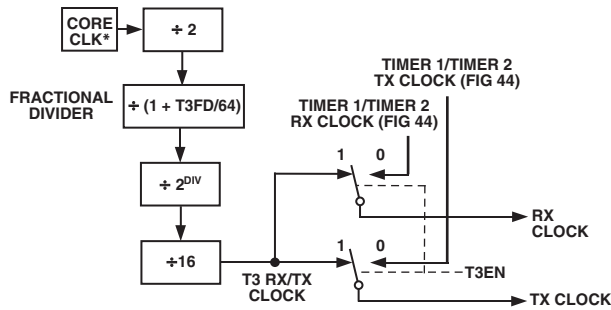 CORE
CLK*
÷ 2
FRACTIONAL
DIVIDER
÷ (1 + T3FD/64)
÷ 2DIV
÷16
T3 RX/TX
CLOCK
TIMER 1/TIMER 2
TX CLOCK (FIG 44)
TIMER 1/TIMER 2
RX CLOCK (FIG 44)
1 0
RX
CLOCK
1 0
T3EN
TX CLOCK